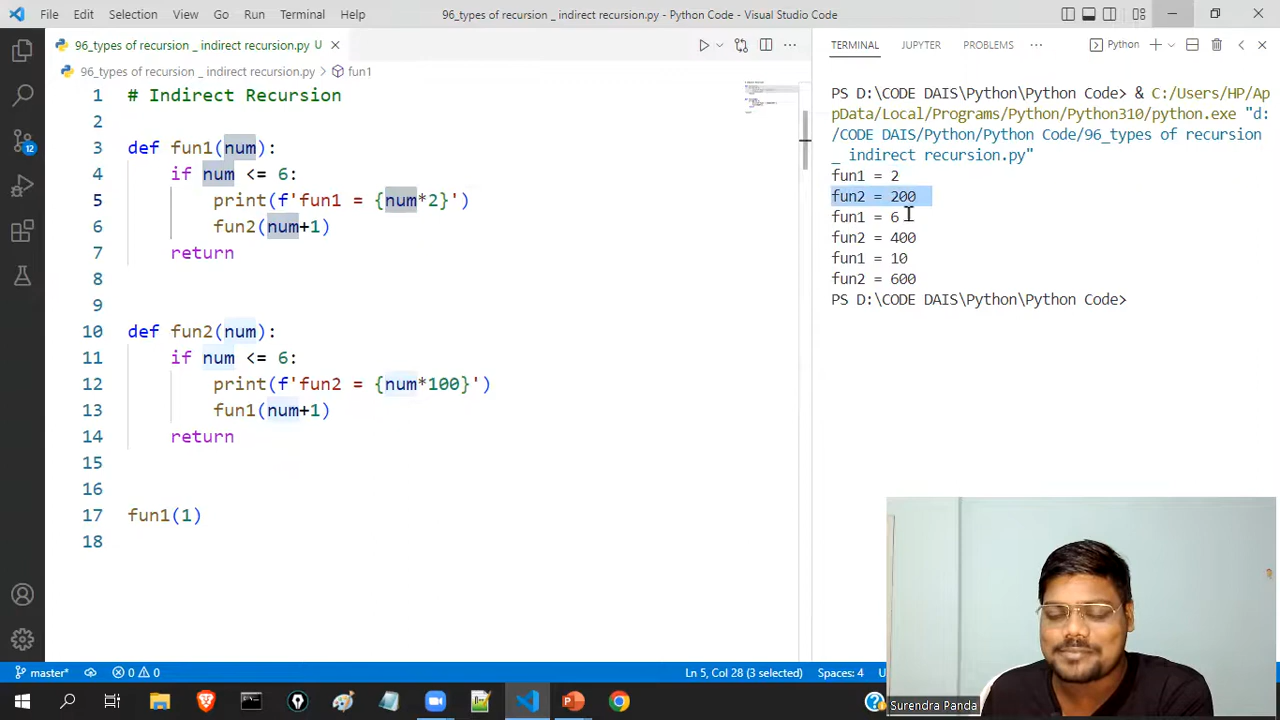 File Edit Selection View Go Run Terminal Help
96_types of recursion _ indirect recursion.py - Python Code - Visual Studio Code
96_types of recursion _ indirect recursion.py U
96_types of recursion _ indirect recursion.py > fun1
1 # Indirect Recursion
2
3 def fun1(num):
4 if num <= 6:
5 print(f'fun1 = {num*2}')
6 fun2(num+1)
7 return
8
9
10 def fun2(num):
11 if num <= 6:
12 print(f'fun2 = {num*100}')
13 fun1(num+1)
14 return
15
16
17 fun1(1)
18
TERMINAL JUPYTER PROBLEMS ...
Python
PS D:\CODE DAIS\Python\Python Code> & C:/Users/HP/Ap
pData/Local/Programs/Python/Python310/python.exe "d:
/CODE DAIS/Python/Python Code/96_types of recursion
_ indirect recursion.py"
fun1 = 2
fun2 = 200
fun1 = 6
fun2 = 400
fun1 = 10
fun2 = 600
PS D:\CODE DAIS\Python\Python Code>
12
master* 0 0 Ln 5, Col 28 (3 selected) Spaces: 4 U
Surendra Panda